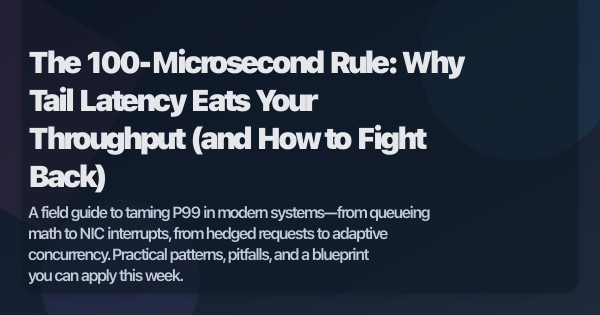 The 100-Microsecond Rule: Why
Tail Latency Eats Your
Throughput (and How to Fight
Back)
A field guide to taming P99 in modern systems—from queueing
math to NIC interrupts, from hedged requests to adaptive
concurrency. Practical patterns, pitfalls, and a blueprint
you can apply this week.